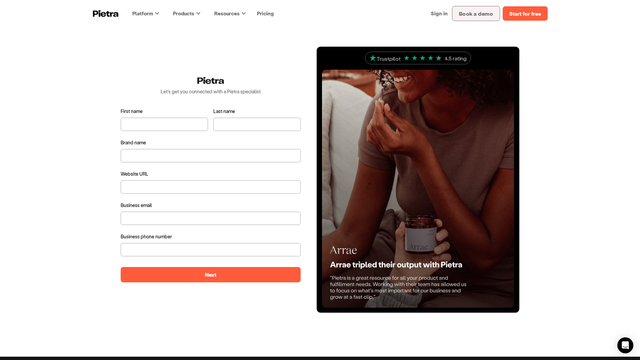 Pietra
Platform
Products
Resources
Pricing
Sign in
Book a demo
Start for free
Pietra
Let's get you connected with a Pietra specialist
First name
Last name
Brand name
Website URL
Business email
Business phone number
Next
Trustpilot
4.5 rating
Arrae
Arrae
Arrae tripled their output with Pietra
"Pietra is a great resource for all your product and
fulfillment needs. Working with their team has allowed us
to focus on what's most important for our business and
grow at a fast clip."